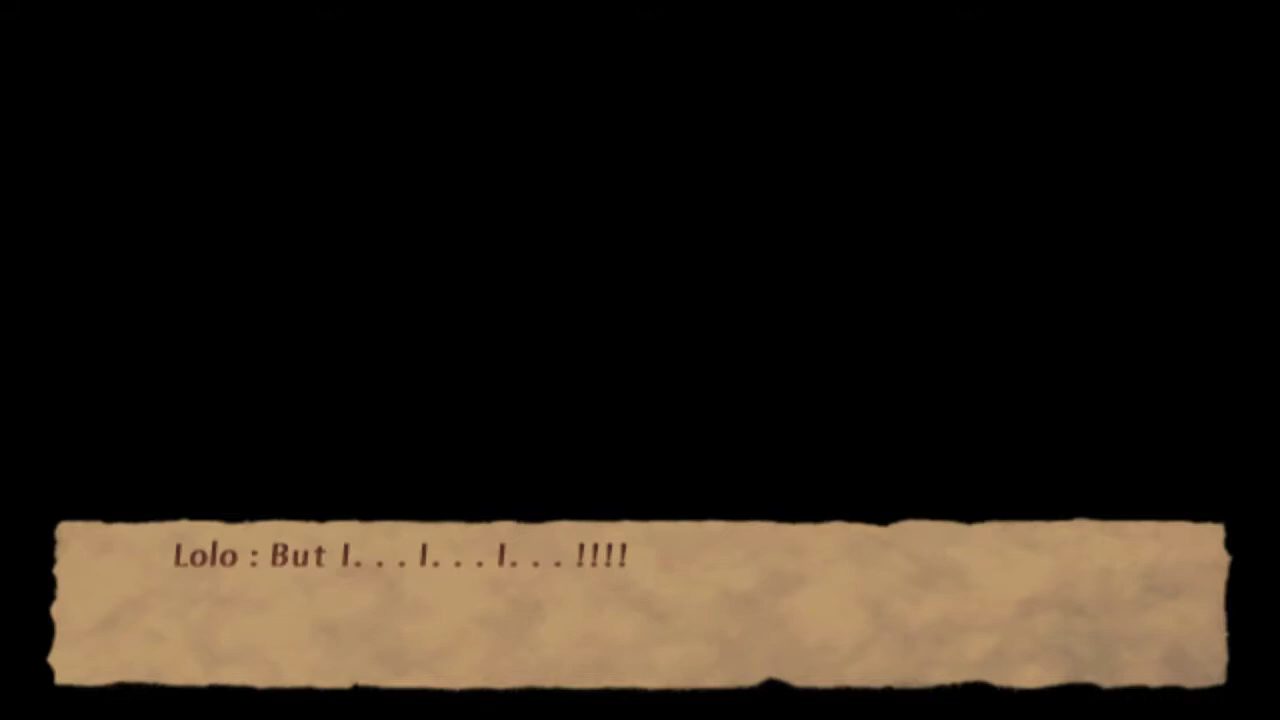 Lolo : But I. . . I. . . I. . . !!!!